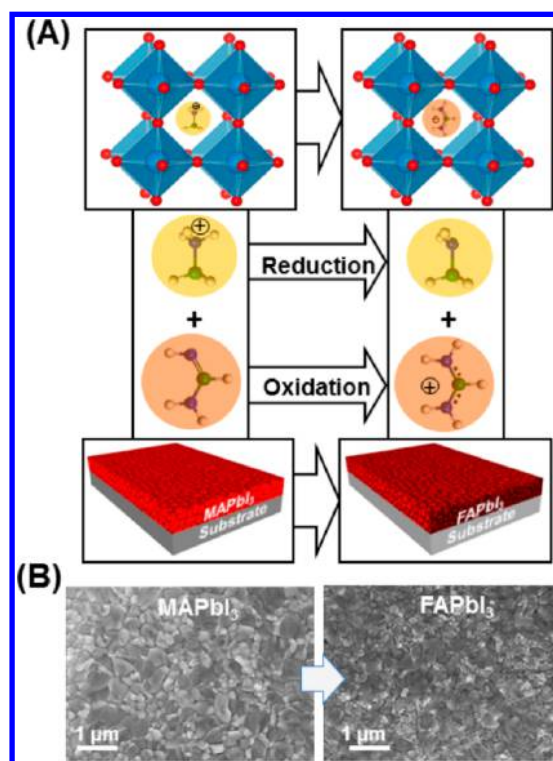 (A)
⊕
⊕
+
+
Reduction
Oxidation
⊕
MAPbI₃
Substrate
FAPbI₃
Substrate
(B)
MAPbI₃
FAPbI₃
1 µm
1 µm